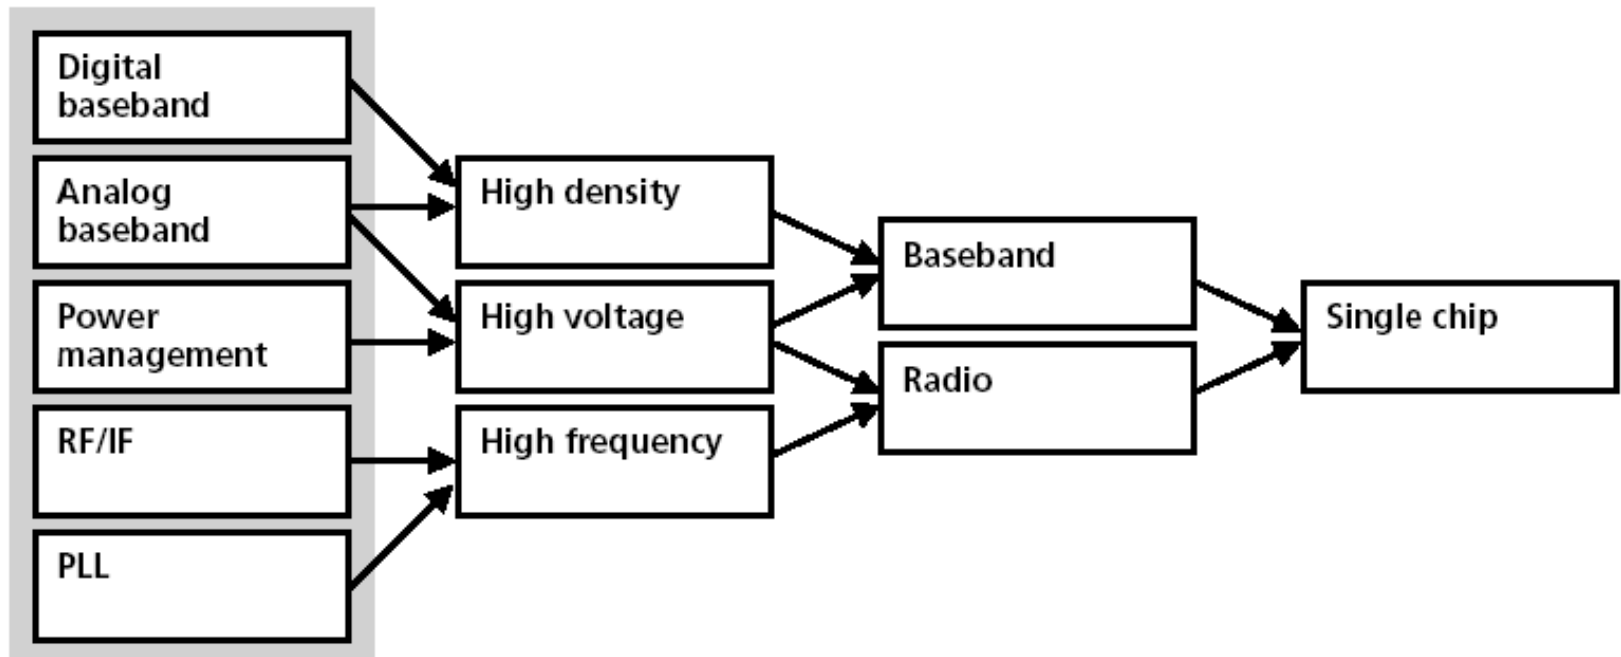 Digital
baseband
Analog
baseband
Power
management
RF/IF
PLL
High density
High voltage
High frequency
Baseband
Radio
Single chip